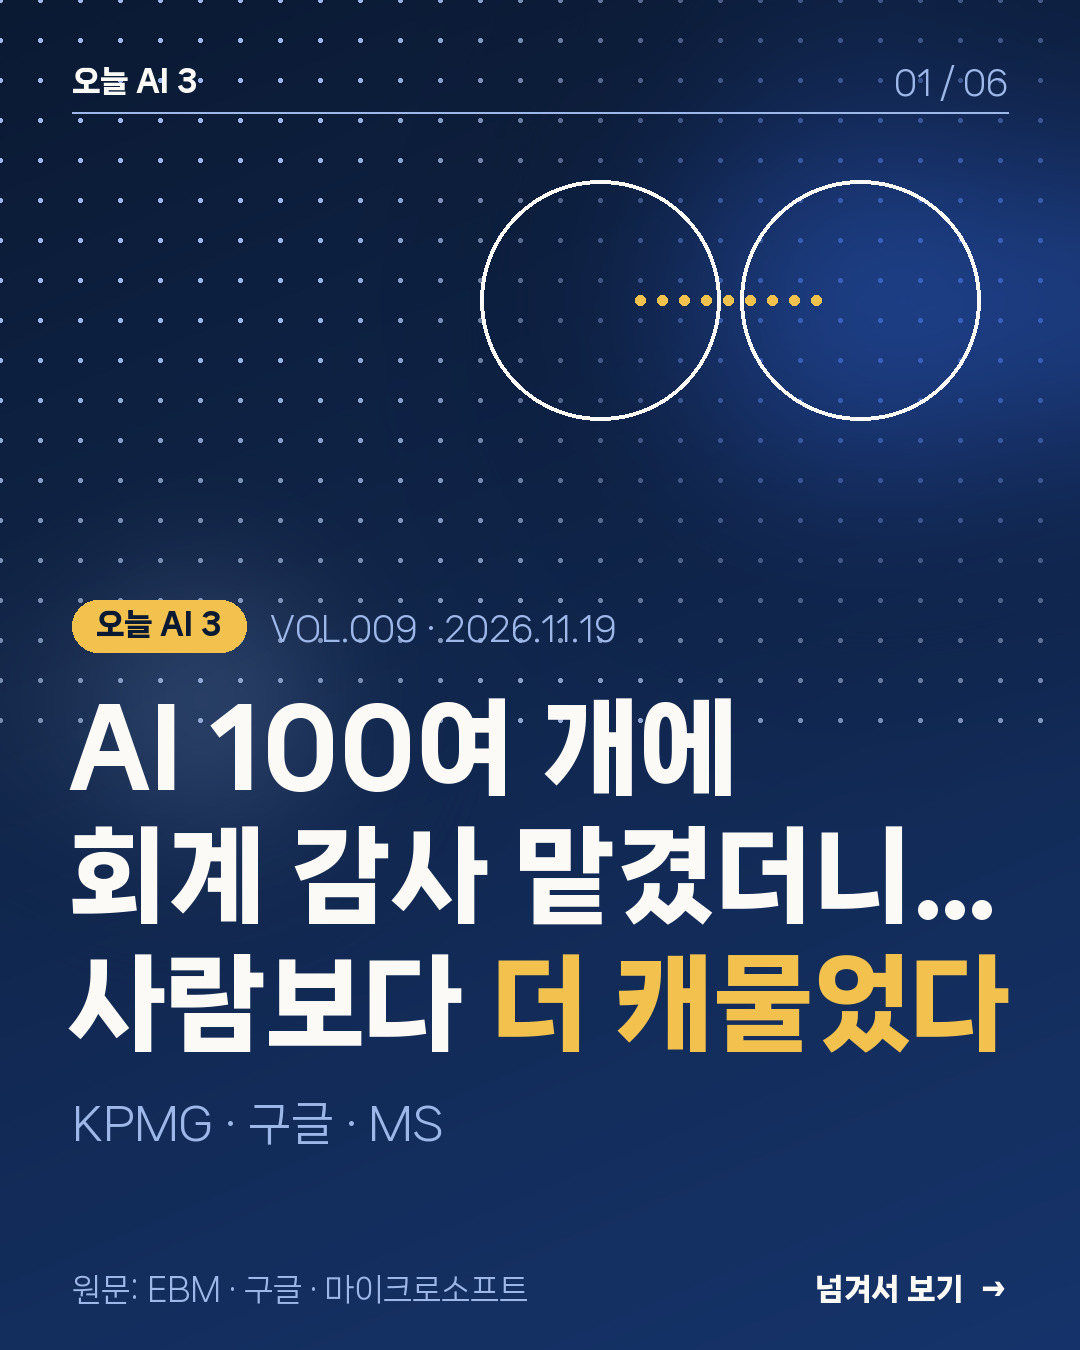 오늘 AI 3
01 / 06
오늘 AI 3
VOL.009 · 2026.11.19
AI 100여 개에
회계 감사 맡겼더니...
사람보다 더 캐물었다
KPMG · 구글 · MS
원문: EBM · 구글 · 마이크로소프트
넘겨서 보기 →